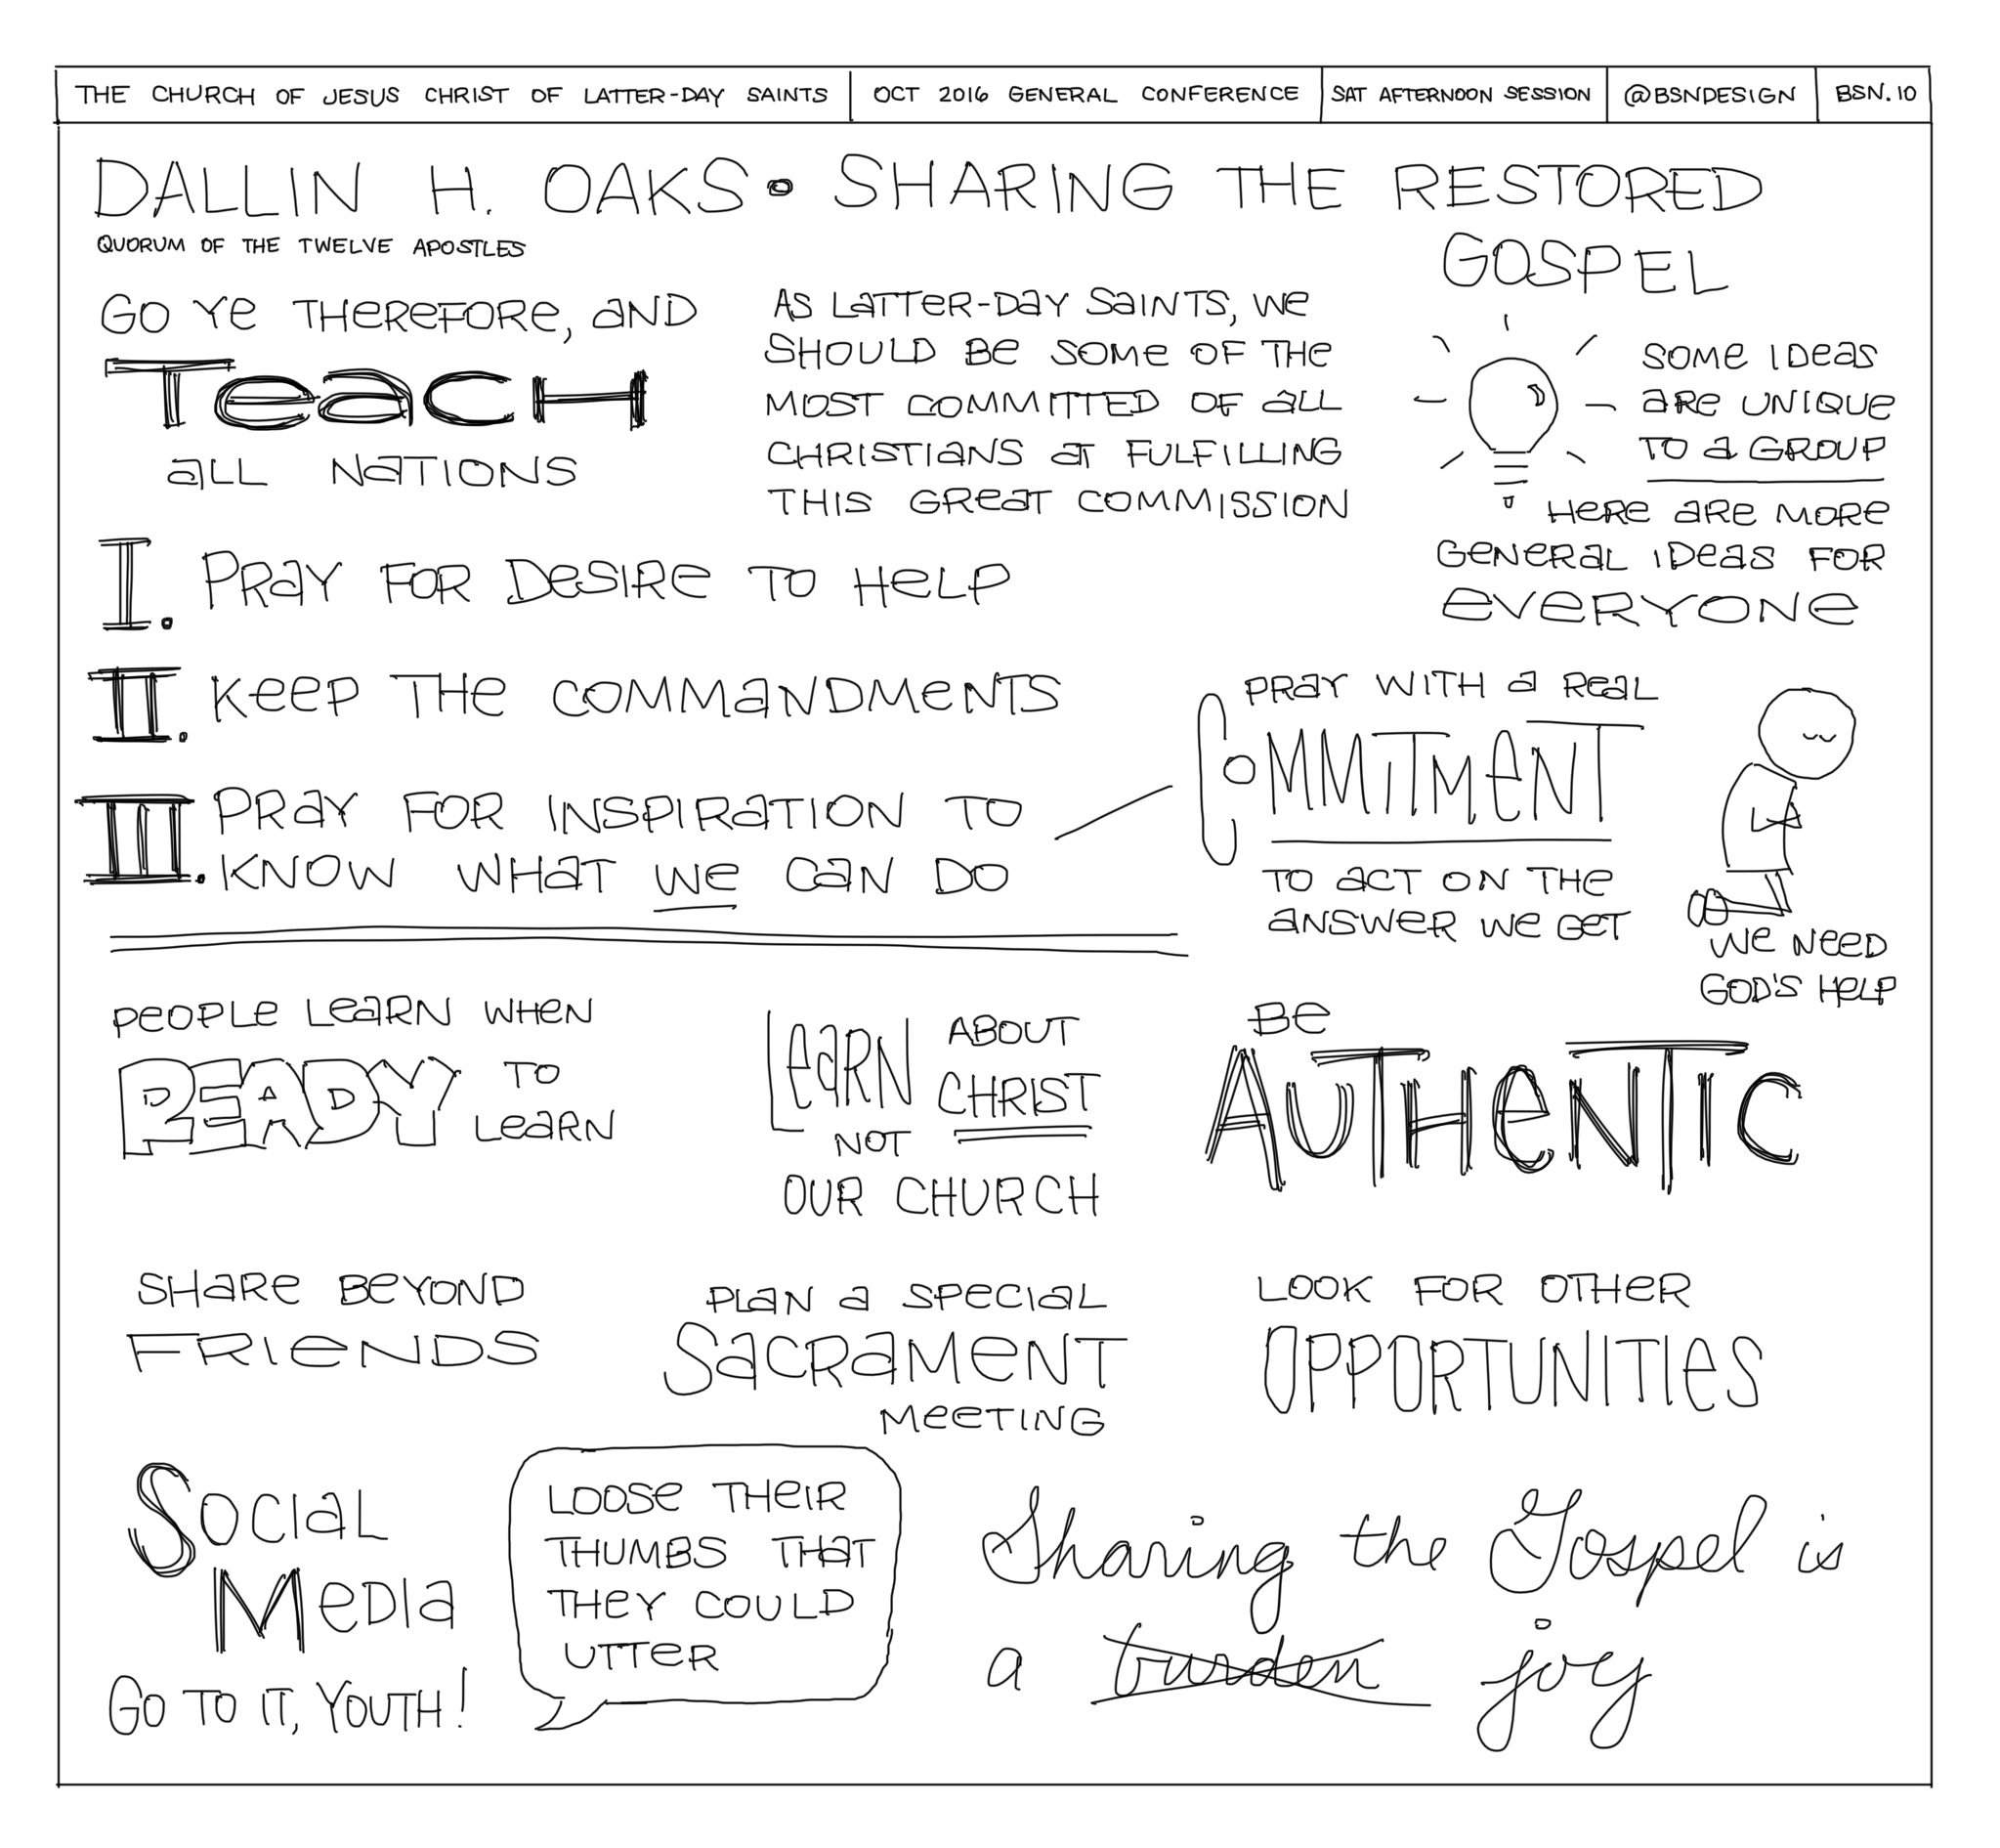 THE CHURCH OF JESUS CHRIST OF LATTER-DAY SAINTS
OCT 2016 GENERAL CONFERENCE
SAT AFTERNOON SESSION
@BSNDESIGN
BSN.10
DALLIN H. OAKS • SHARING THE RESTORED
GOSPEL
QUORUM OF THE TWELVE APOSTLES
GO YE THEREFORE, AND
TEACH
ALL NATIONS
AS LATTER-DAY SAINTS, WE
SHOULD BE SOME OF THE
MOST COMMITTED OF ALL
CHRISTIANS AT FULFILLING
THIS GREAT COMMISSION
SOME IDEAS
ARE UNIQUE
TO A GROUP
HERE ARE MORE
GENERAL IDEAS FOR
EVERYONE
I. PRAY FOR DESIRE TO HELP
II. KEEP THE COMMANDMENTS
III. PRAY FOR INSPIRATION TO
KNOW WHAT WE CAN DO
PRAY WITH A REAL
COMMITMENT
TO ACT ON THE
ANSWER WE GET
WE NEED
GOD'S HELP
PEOPLE LEARN WHEN
READY TO
LEARN
LEARN ABOUT
CHRIST
NOT
OUR CHURCH
BE
AUTHENTIC
SHARE BEYOND
FRIENDS
PLAN A SPECIAL
SACRAMENT
MEETING
LOOK FOR OTHER
OPPORTUNITIES
SOCIAL
MEDIA
GO TO IT, YOUTH!
LOOSE THEIR
THUMBS THAT
THEY COULD
UTTER
Sharing the Gospel is
a burden joy